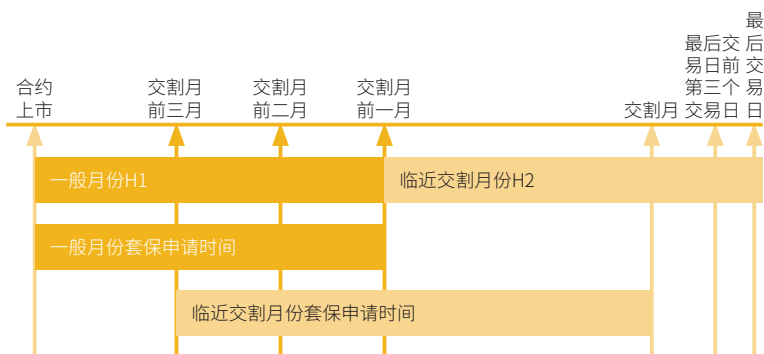 合约
上市
交割月
前三月
交割月
前二月
交割月
前一月
交割月
最后交
易日前
第三个
交易日
最
后
交
易
日
一般月份H1
临近交割月份H2
一般月份套保申请时间
临近交割月份套保申请时间